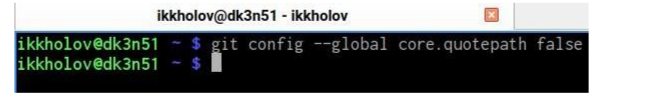 ikkholov@dk3n51 - ikkholov
ikkholov@dk3n51 ~ $ git config --global core.quotepath false
ikkholov@dk3n51 ~ $